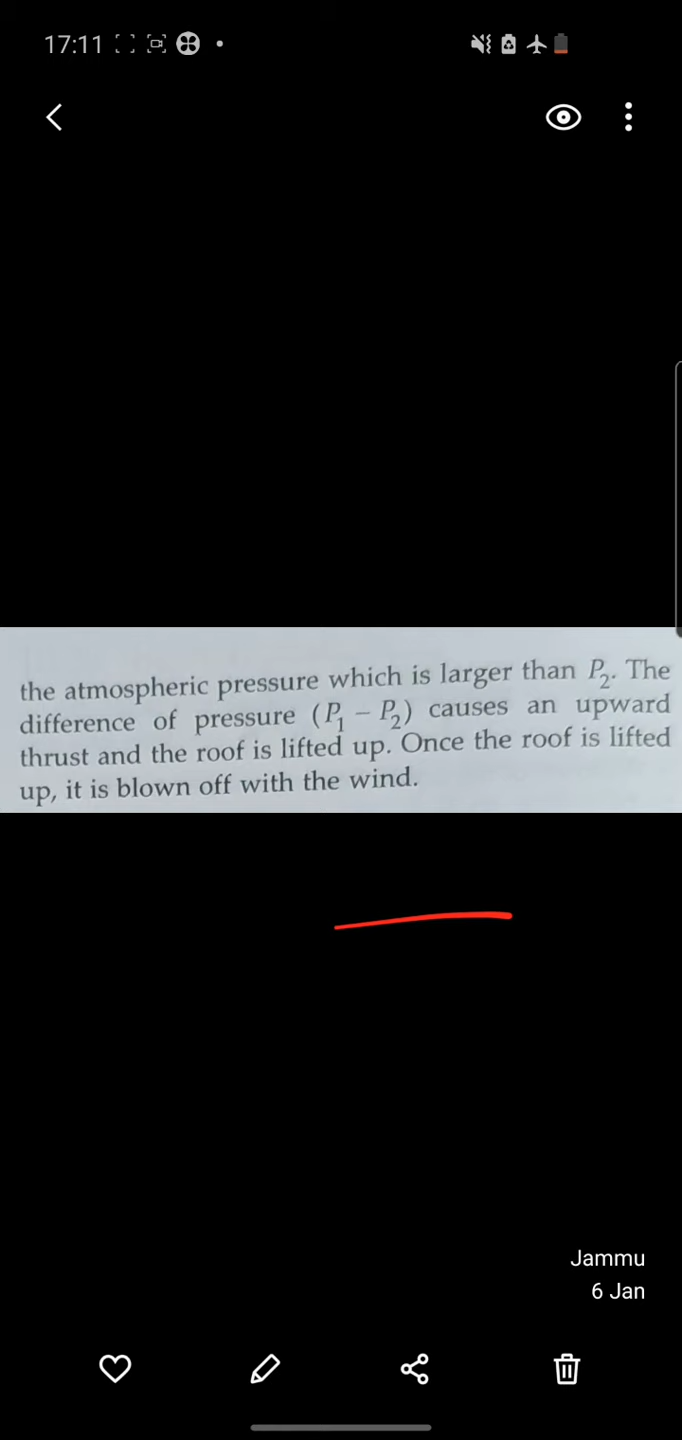 17:11
the atmospheric pressure which is larger than P₂. The
difference of pressure (P₁ – P₂) causes an upward
thrust and the roof is lifted up. Once the roof is lifted
up, it is blown off with the wind.
Jammu
6 Jan